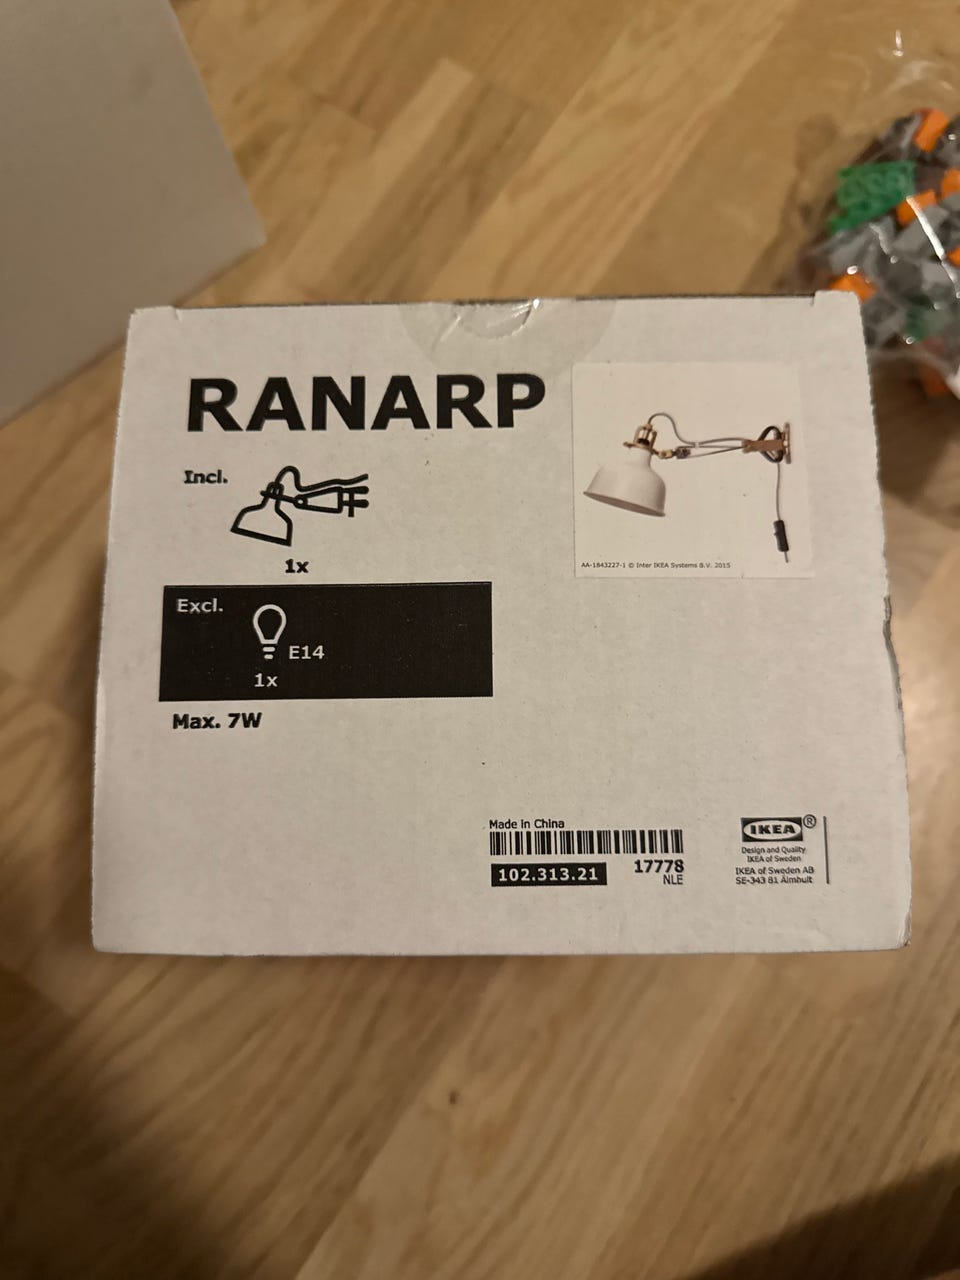 RANARP
Incl.
1x
AA-1843227-1 © Inter IKEA Systems B.V. 2015
Excl.
E14
1x
Max. 7W
Made in China
102.313.21
17778
NLE
IKEA®
Design and Quality
IKEA of Sweden
IKEA of Sweden AB
SE-343 81 Älmhult